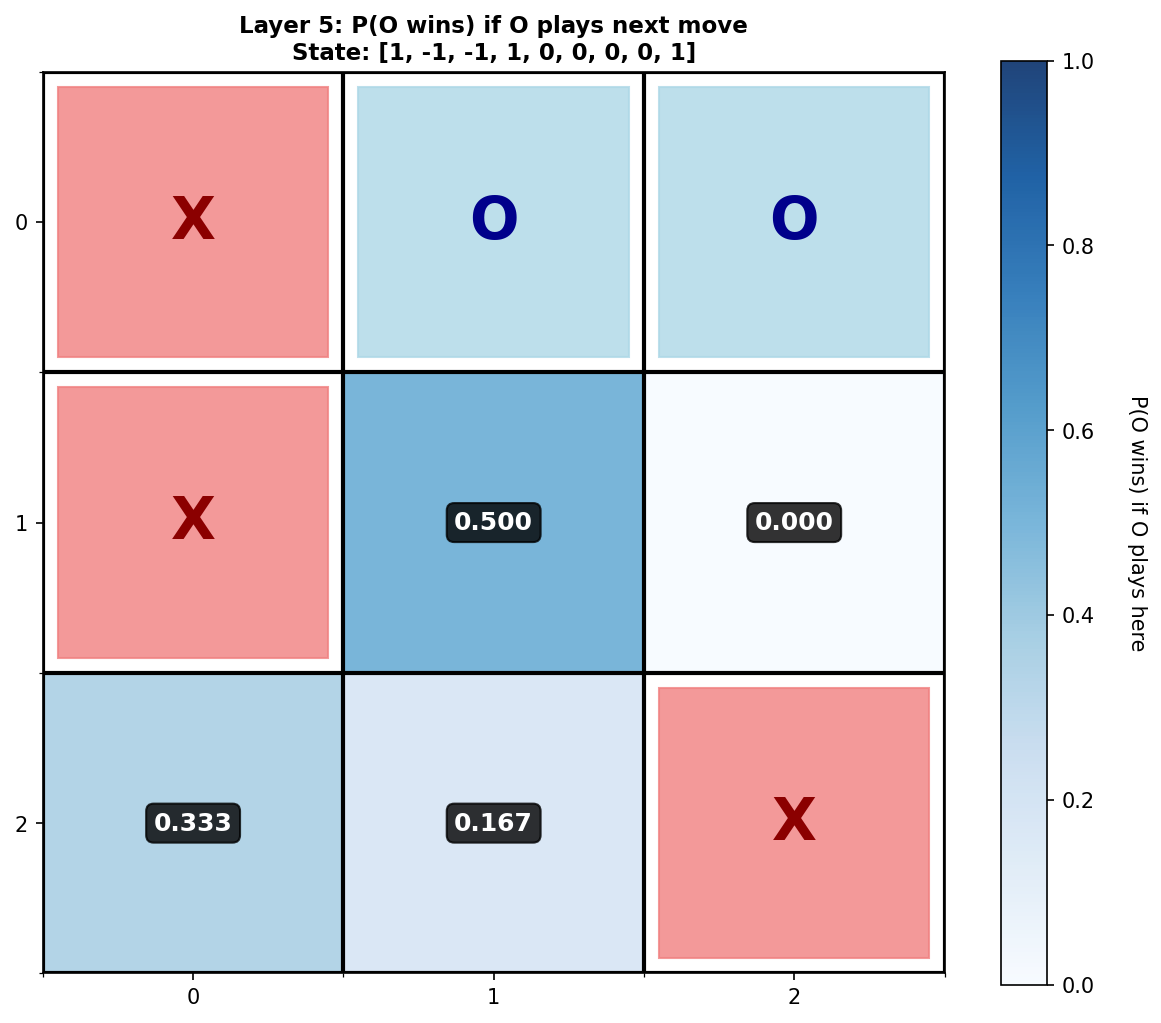 Layer 5: P(O wins) if O plays next move
State: [1, -1, -1, 1, 0, 0, 0, 0, 1]
0
X
O
O
1
X
0.500
0.000
2
0.333
0.167
X
0
1
2
1.0
0.8
0.6
0.4
0.2
0.0
P(O wins) if O plays here